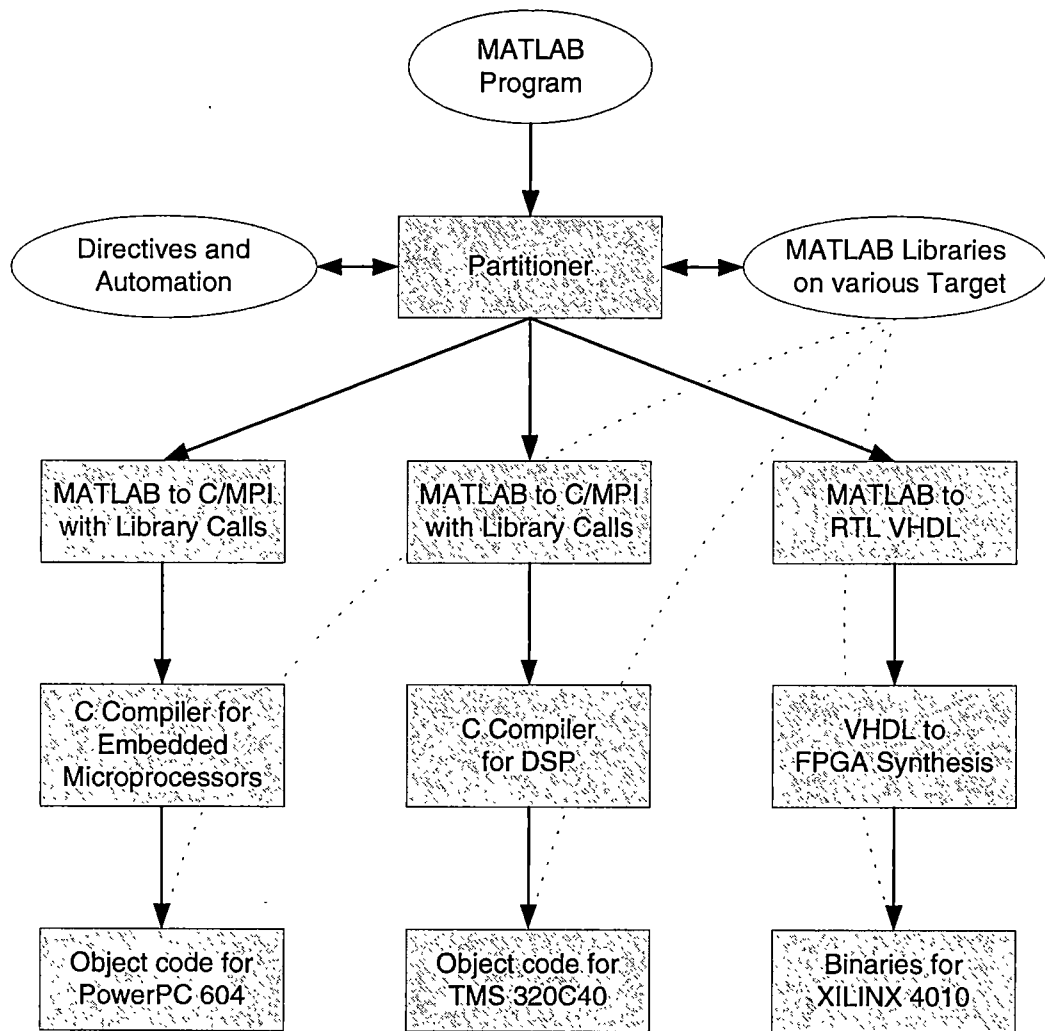 MATLAB
Program
Directives and
Automation
Partitioner
MATLAB Libraries
on various Target
MATLAB to C/MPI
with Library Calls
MATLAB to C/MPI
with Library Calls
MATLAB to
RTL VHDL
C Compiler for
Embedded
Microprocessors
C Compiler
for DSP
VHDL to
FPGA Synthesis
Object code for
PowerPC 604
Object code for
TMS 320C40
Binaries for
XILINX 4010